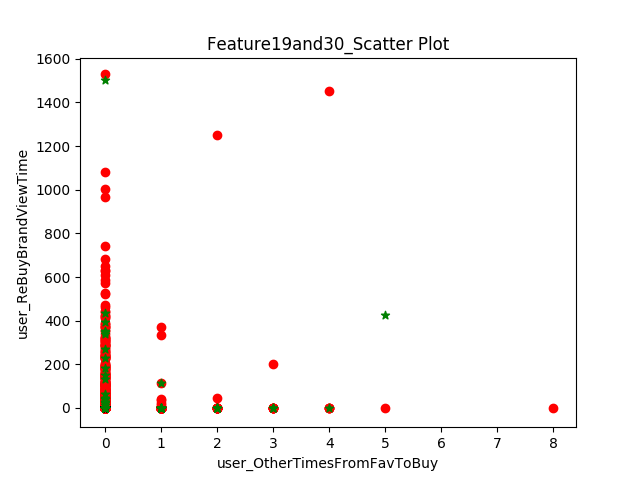 Feature19and30_Scatter Plot
1600
1400
1200
1000
800
600
400
200
0
user_ReBuyBrandViewTime
0 1 2 3 4 5 6 7 8
user_OtherTimesFromFavToBuy